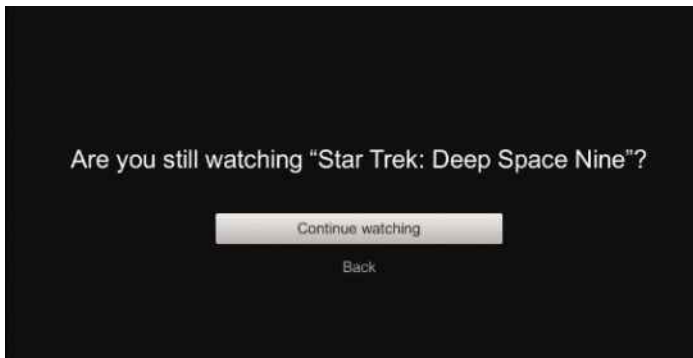 Are you still watching “Star Trek: Deep Space Nine”?
Continue watching
Back